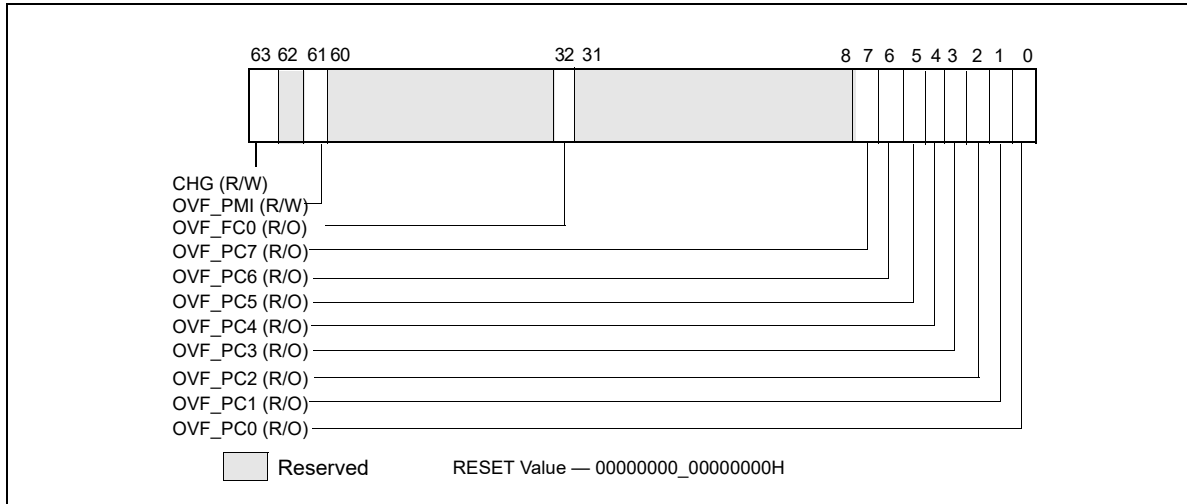 63 62 61 60 32 31 8 7 6 5 4 3 2 1 0
CHG (R/W)
OVF_PMI (R/W)
OVF_FC0 (R/O)
OVF_PC7 (R/O)
OVF_PC6 (R/O)
OVF_PC5 (R/O)
OVF_PC4 (R/O)
OVF_PC3 (R/O)
OVF_PC2 (R/O)
OVF_PC1 (R/O)
OVF_PC0 (R/O)
Reserved RESET Value — 00000000_00000000H